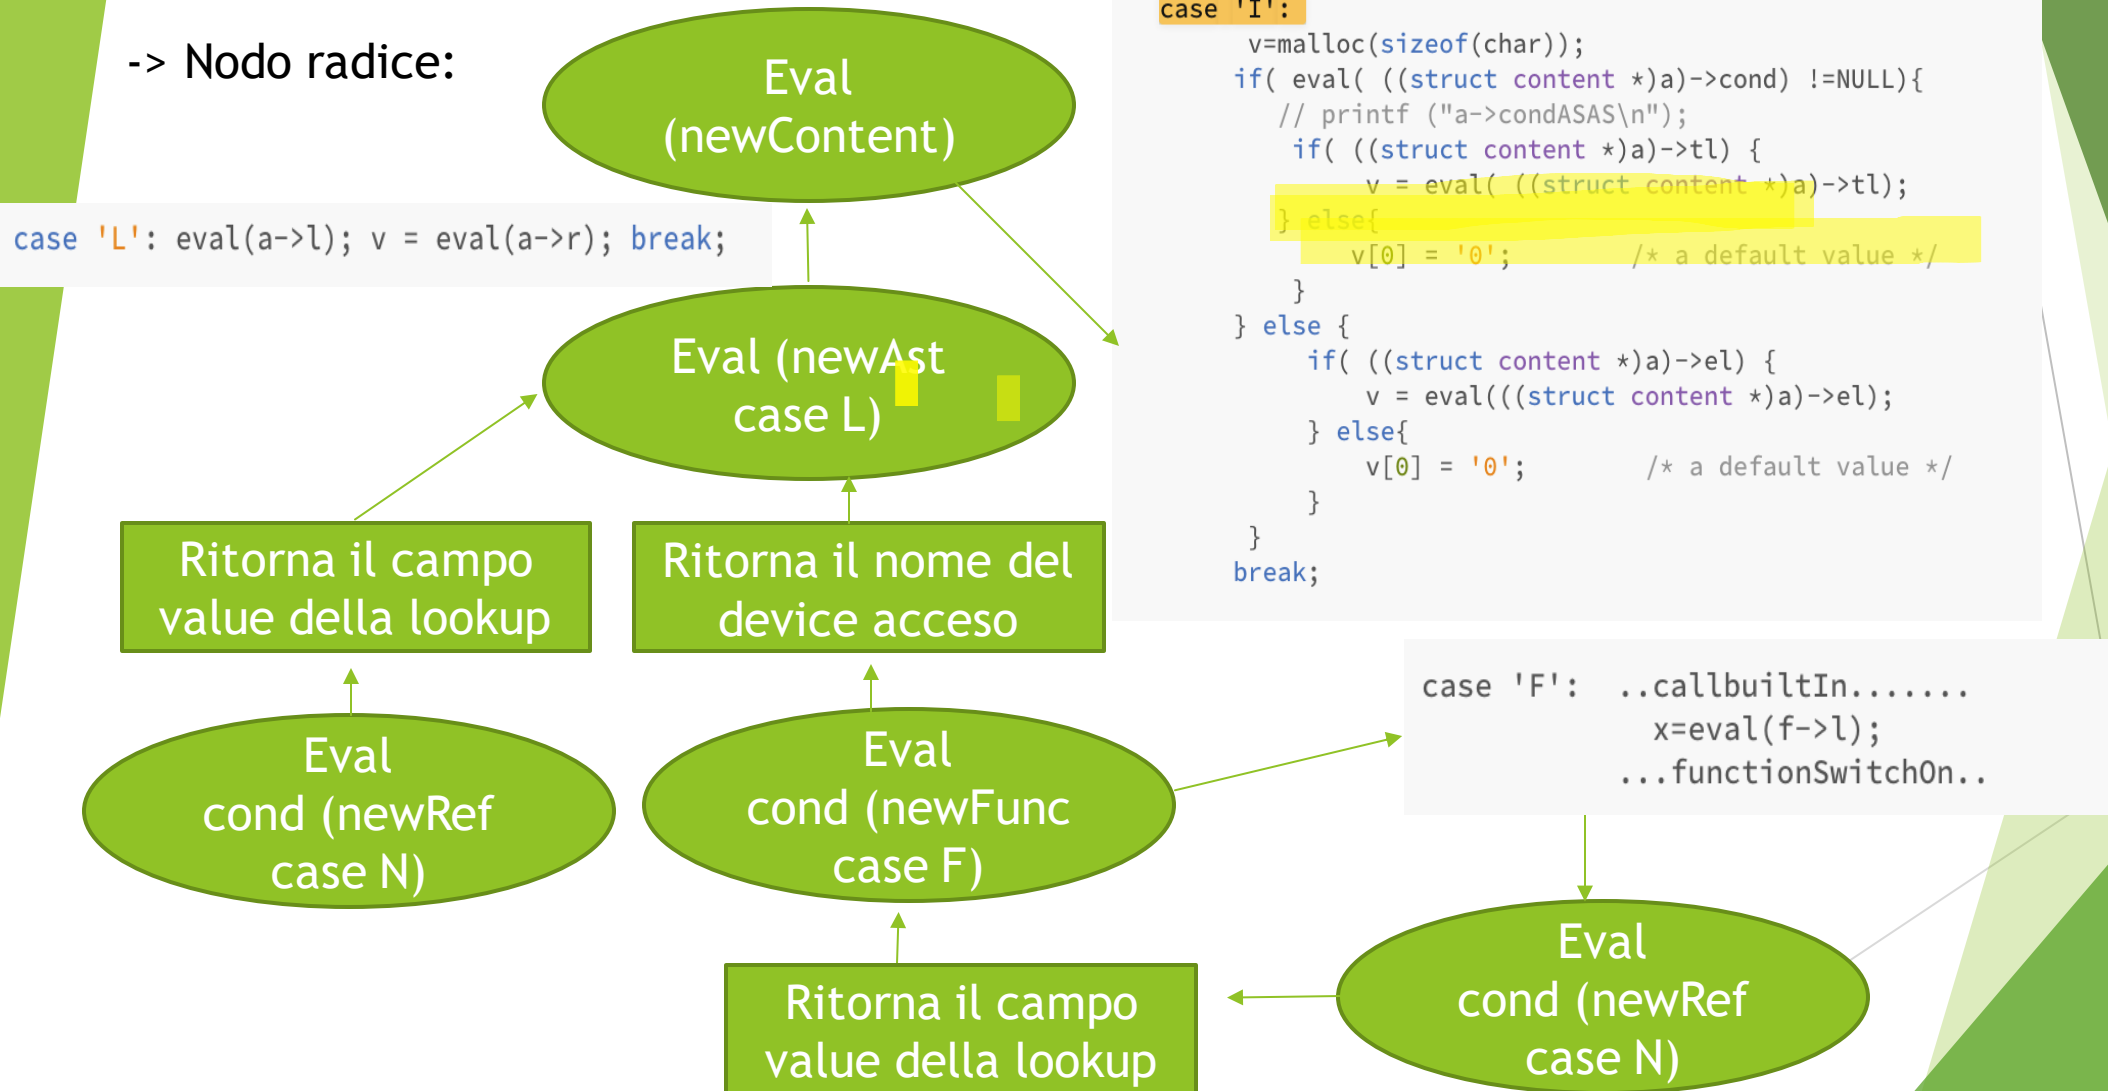 -> Nodo radice:
Eval
(newContent)
case 'L': eval(a->l); v = eval(a->r); break;
Eval (newAst
case L)
Ritorna il campo
value della lookup
Ritorna il nome del
device acceso
Eval
cond (newRef
case N)
Eval
cond (newFunc
case F)
Ritorna il campo
value della lookup
case 'I':
v=malloc(sizeof(char));
if( eval( ((struct content *)a)->cond) !=NULL){
// printf ("a->condASAS\n");
if( ((struct content *)a)->tl) {
v = eval( ((struct content *)a)->tl);
} else{
v[0] = '0'; /* a default value */
}
} else {
if( ((struct content *)a)->el) {
v = eval(((struct content *)a)->el);
} else{
v[0] = '0'; /* a default value */
}
}
break;
case 'F': ..callbuiltIn.......
x=eval(f->l);
...functionSwitchOn..
Eval
cond (newRef
case N)